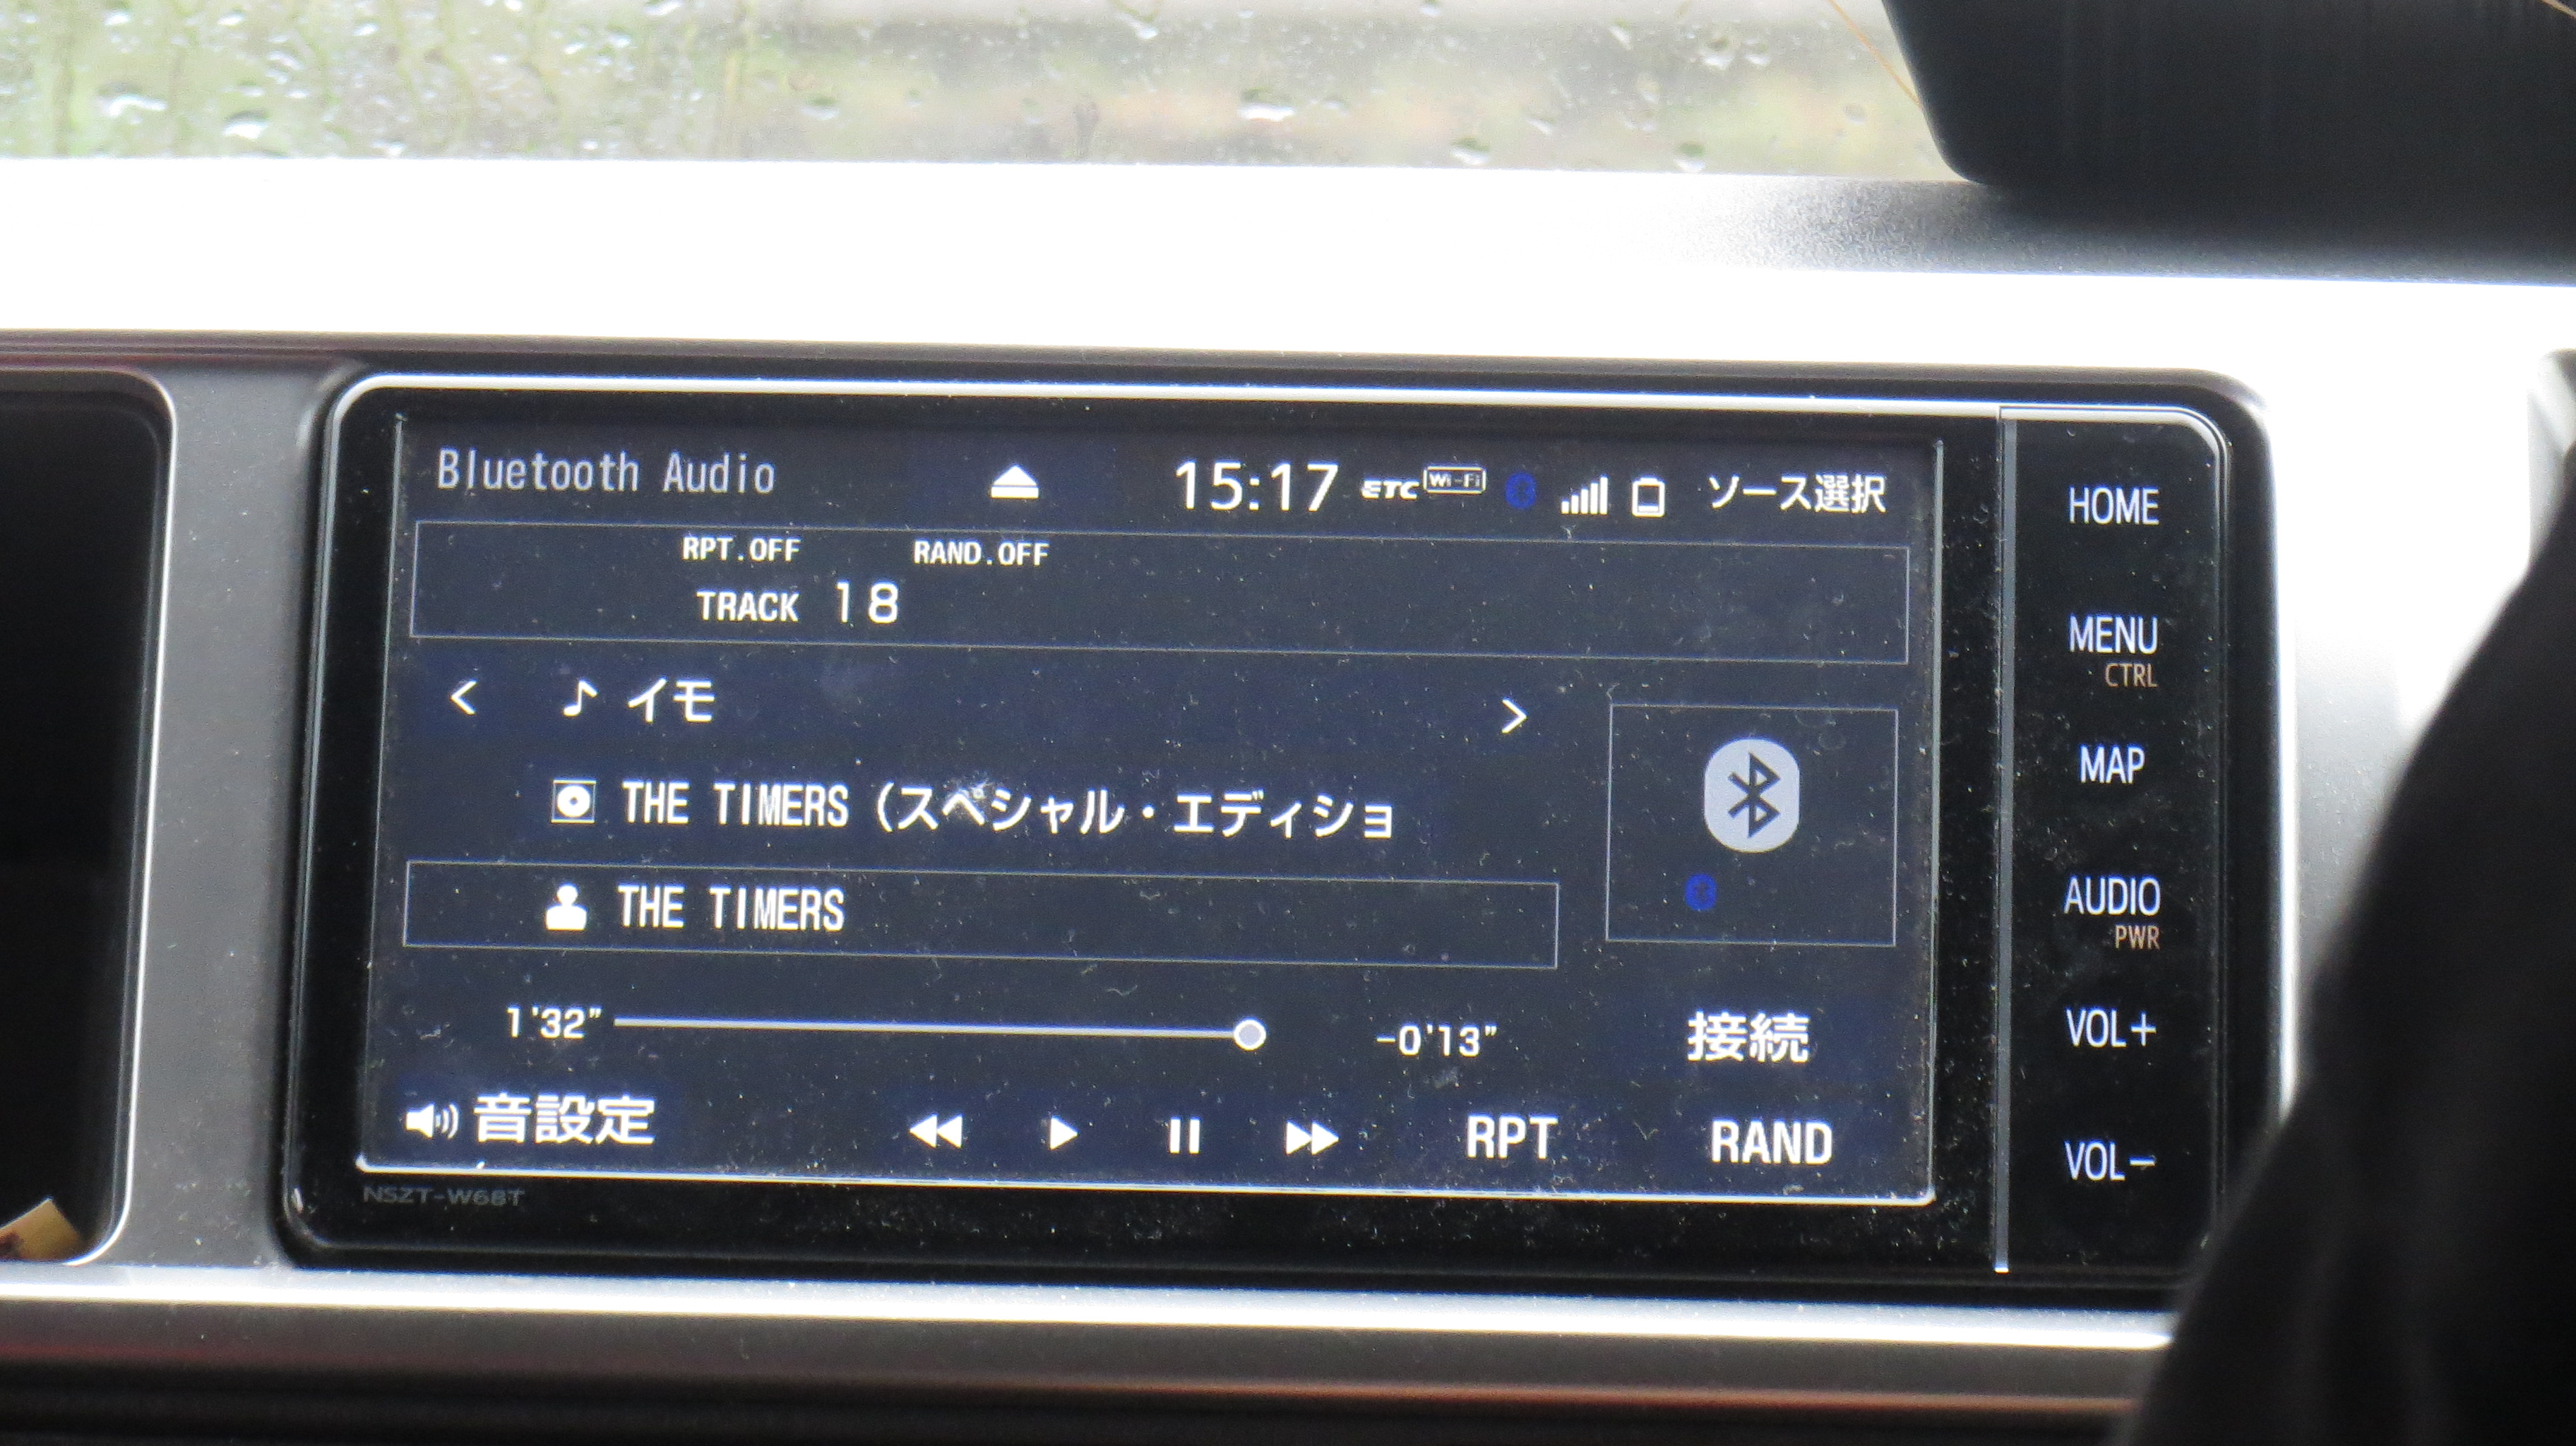 Bluetooth Audio 15:17 ETC Wi-Fi ソース選択
RPT.OFF RAND.OFF
TRACK 18
< ♪ イモ >
THE TIMERS (スペシャル・エディショ
THE TIMERS
1'32" -0'13" 接続
音設定 RPT RAND
NSZT-W68T
HOME
MENU
CTRL
MAP
AUDIO
PWR
VOL+
VOL-